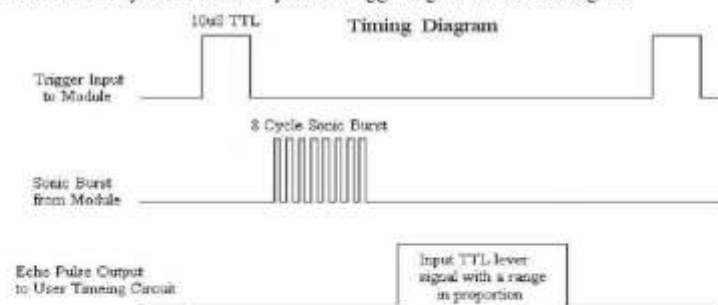 10uS TTL
Timing Diagram
Trigger Input
to Module
8 Cycle Sonic Burst
Sonic Burst
from Module
Echo Pulse Output
to User Timeing Circuit
Input TTL lever
signal with a range
in proportion